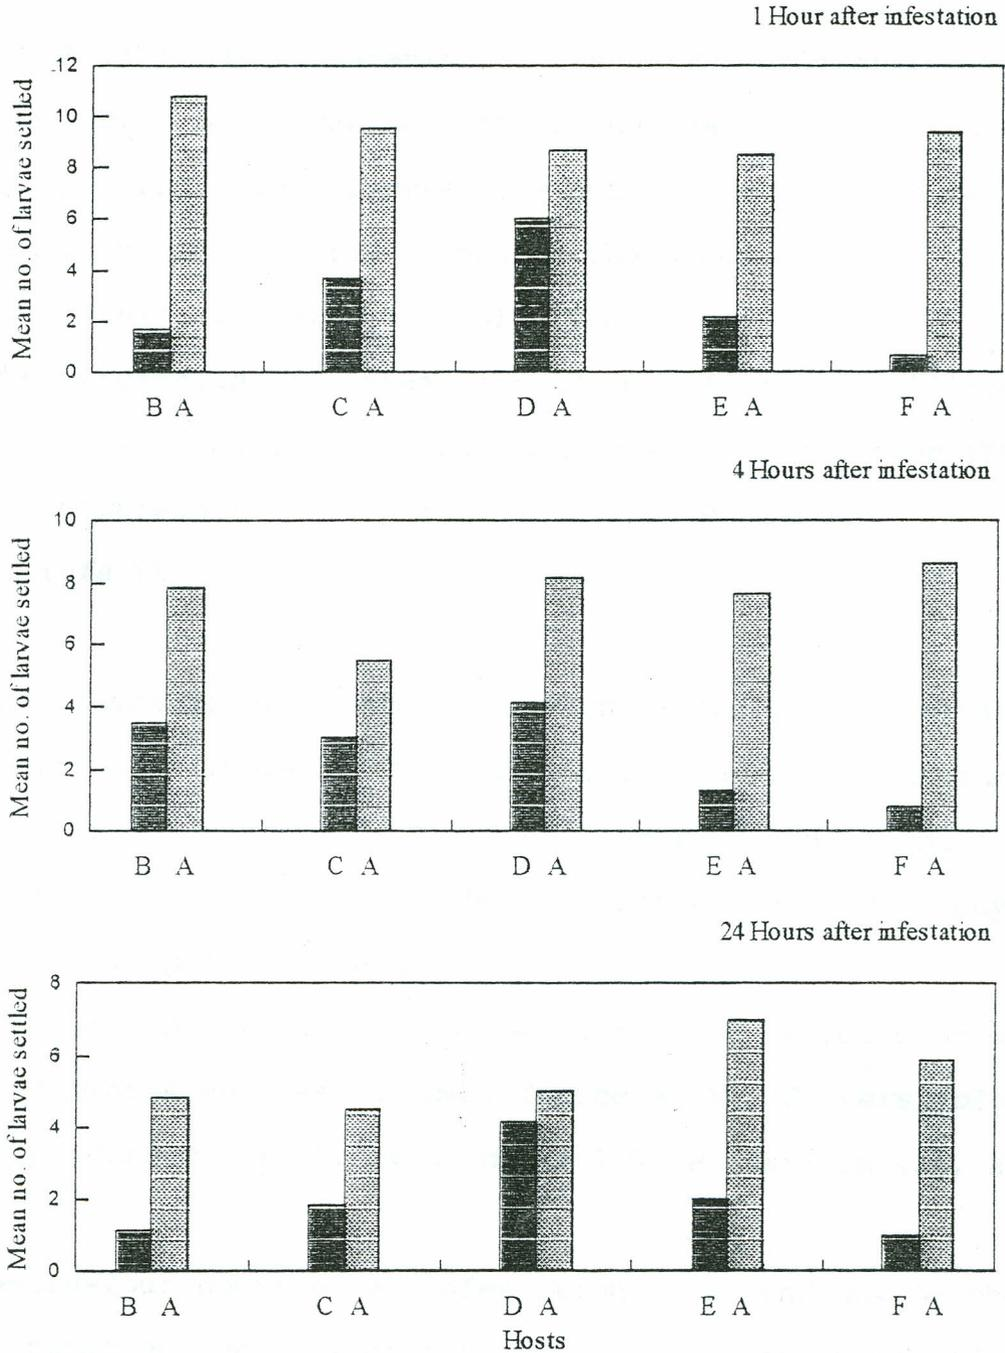 1 Hour after infestation
Mean no. of larvae settled
12
10
8
6
4
2
0
B A C A D A E A F A
4 Hours after infestation
Mean no. of larvae settled
10
8
6
4
2
0
B A C A D A E A F A
24 Hours after infestation
Mean no. of larvae settled
8
6
4
2
0
B A C A D A E A F A
Hosts